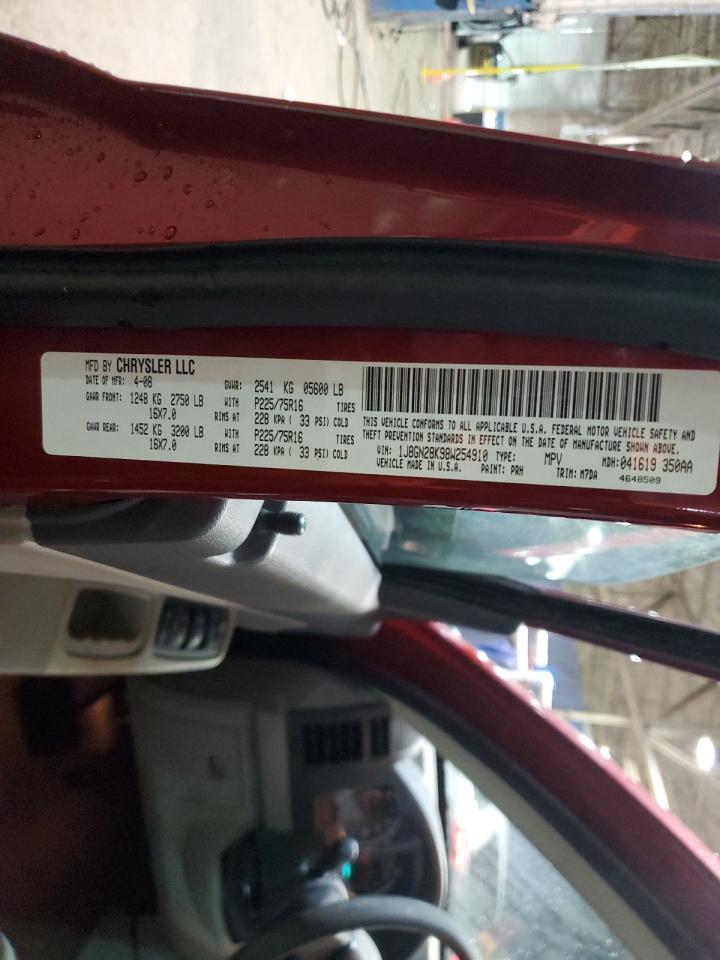 MFD BY CHRYSLER LLC
DATE OF MFR: 4-08 GVWR: 2541 KG 05600 LB
GAWR FRONT: 1248 KG 2750 LB WITH P225/75R16 TIRES
16X7.0 RIMS AT 228 KPA ( 33 PSI) COLD
GAWR REAR: 1452 KG 3200 LB WITH P225/75R16 TIRES
16X7.0 RIMS AT 228 KPA ( 33 PSI) COLD
THIS VEHICLE CONFORMS TO ALL APPLICABLE U.S.A. FEDERAL MOTOR VEHICLE SAFETY AND
THEFT PREVENTION STANDARDS IN EFFECT ON THE DATE OF MANUFACTURE SHOWN ABOVE.
VIN: 1J8GN28K98W254910 TYPE: MPV MDH: 041619 350AA
VEHICLE MADE IN U.S.A. PAINT: PRH TRIM: M7DA 4648509